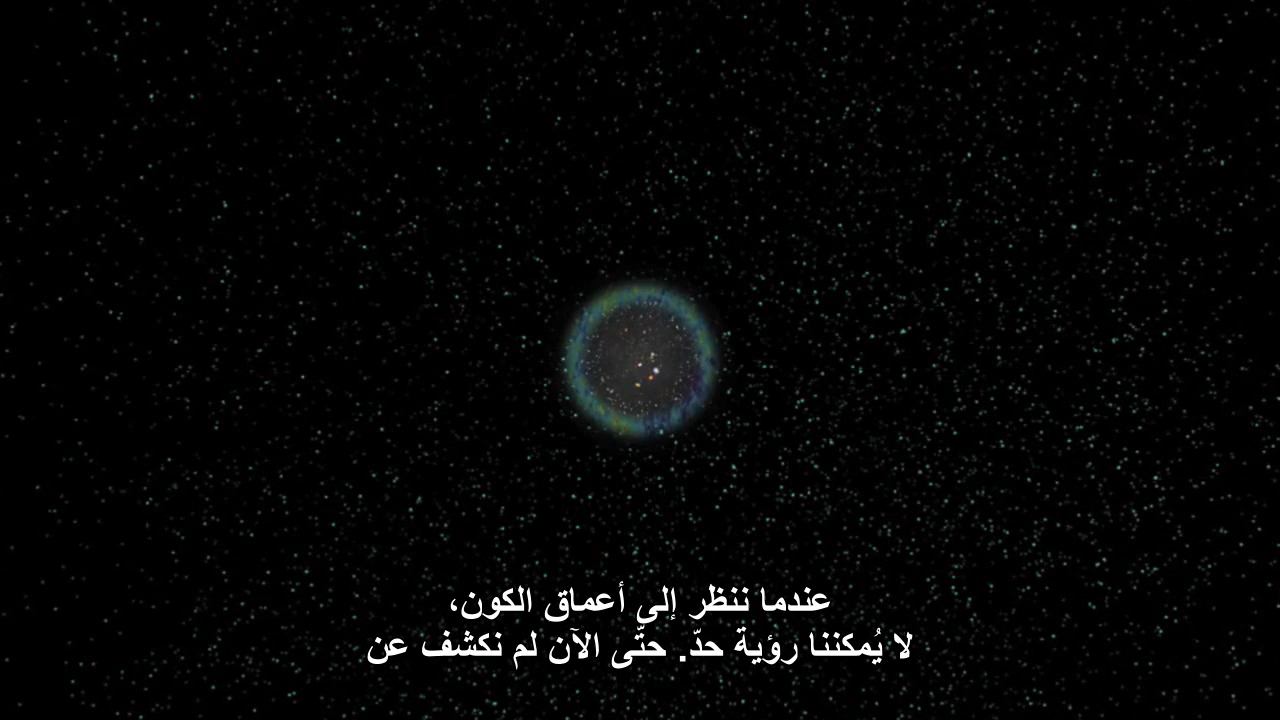 عندما ننظر إلى أعماق الكون،
لا يُمكننا رؤية حدّ. حتّى الآن لم نكشف عن